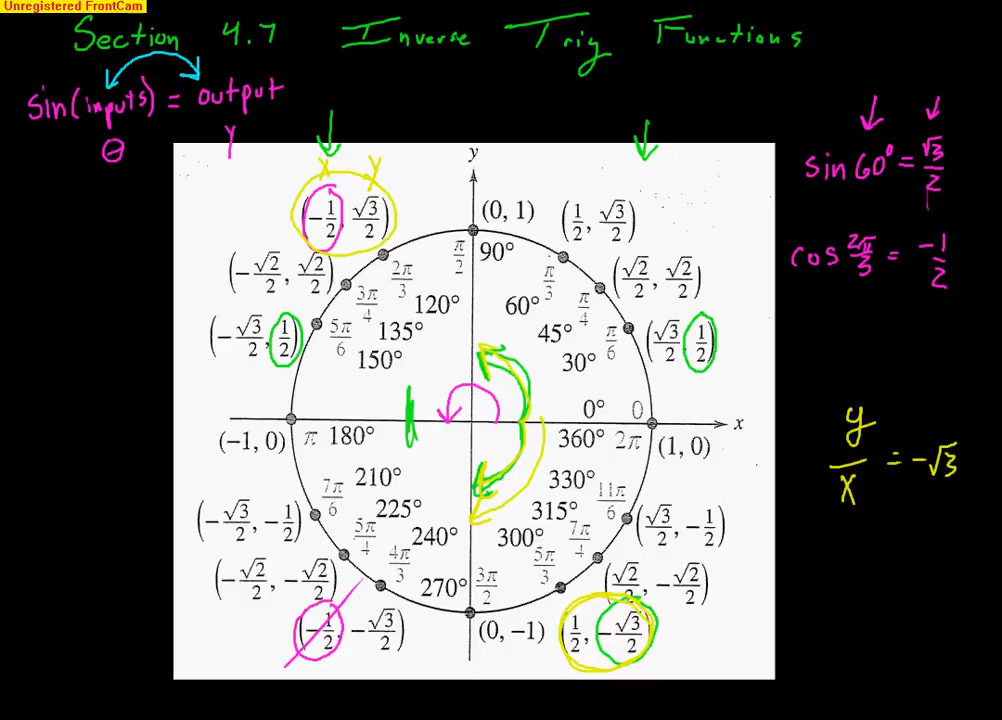 Unregistered FrontCam
Section 4.7 Inverse Trig Functions
sin(inputs) = output
θ y
x y
sin 60° = √3/2
cos 2π/3 = -1/2
y/x = -√3
y
x
(0, 1)
(-1/2, √3/2) (1/2, √3/2)
(-√2/2, √2/2) (√2/2, √2/2)
(-√3/2, 1/2) (√3/2, 1/2)
π/2 90°
2π/3 120° 60° π/3
3π/4 135° 45° π/4
5π/6 150° 30° π/6
0° 0
(-1, 0) π 180° 360° 2π (1, 0)
7π/6 210° 330° 11π/6
5π/4 225° 315° 7π/4
4π/3 240° 300° 5π/3
270° 3π/2
(-√3/2, -1/2) (√3/2, -1/2)
(-√2/2, -√2/2) (√2/2, -√2/2)
(-1/2, -√3/2) (0, -1) (1/2, -√3/2)